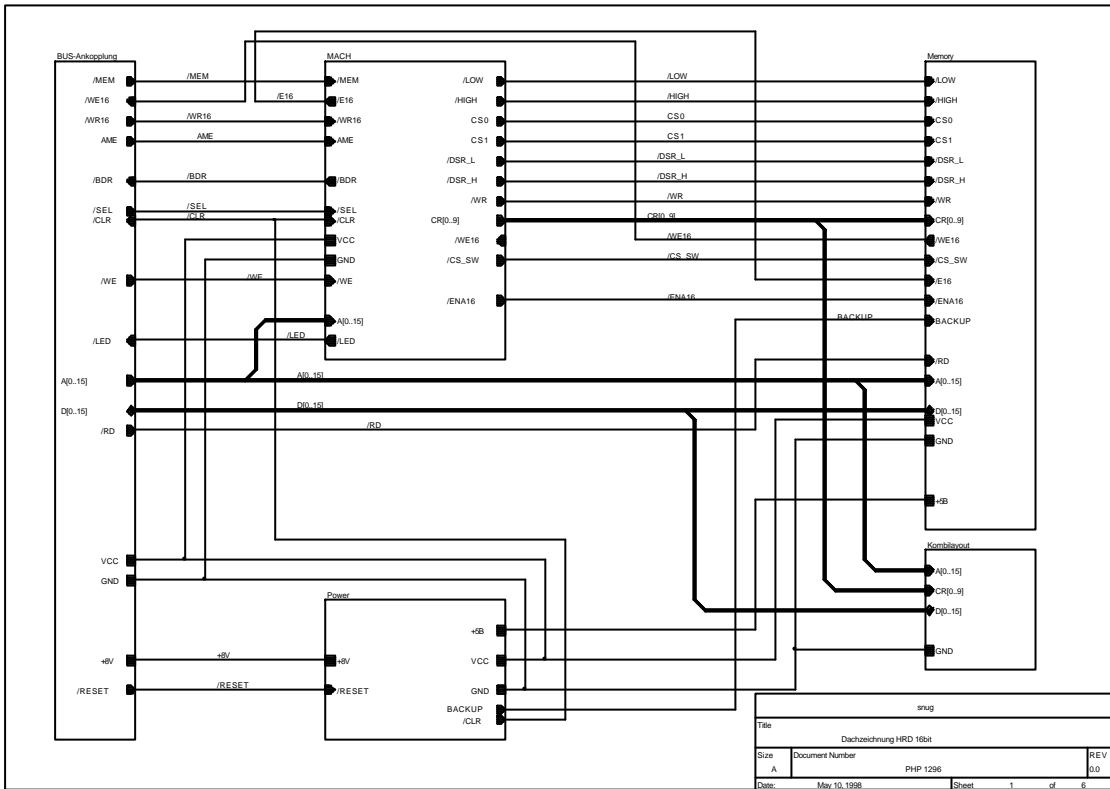 BUS-Ankopplung
/MEM
/WE16
/WR16
AME
/BDR
/SEL
/CLR
/WE
/LED
A[0..15]
D[0..15]
/RD
VCC
GND
+8V
/RESET
/MEM
/E16
/WR16
AME
/BDR
/SEL
/CLR
/WE
/LED
A[0..15]
D[0..15]
/RD
+8V
/RESET
MACH
/MEM
/E16
/WR16
AME
/BDR
/SEL
/CLR
VCC
GND
/WE
A[0..15]
/LED
/LOW
/HIGH
CS0
CS1
/DSR_L
/DSR_H
/WR
CR[0..9]
/WE16
/CS_SW
/ENA16
Power
+8V
/RESET
+5B
VCC
GND
BACKUP
/CLR
/LOW
/HIGH
CS0
CS1
/DSR_L
/DSR_H
/WR
CR[0..9]
/WE16
/CS_SW
/ENA16
BACKUP
Memory
/LOW
/HIGH
CS0
CS1
/DSR_L
/DSR_H
/WR
CR[0..9]
/WE16
/CS_SW
/E16
/ENA16
BACKUP
/RD
A[0..15]
D[0..15]
VCC
GND
+5B
Kombilayout
A[0..15]
CR[0..9]
D[0..15]
GND
snug
Title
Dachzeichnung HRD 16bit
Size Document Number REV
A PHP 1296 0.0
Date: May 10, 1998 Sheet 1 of 6